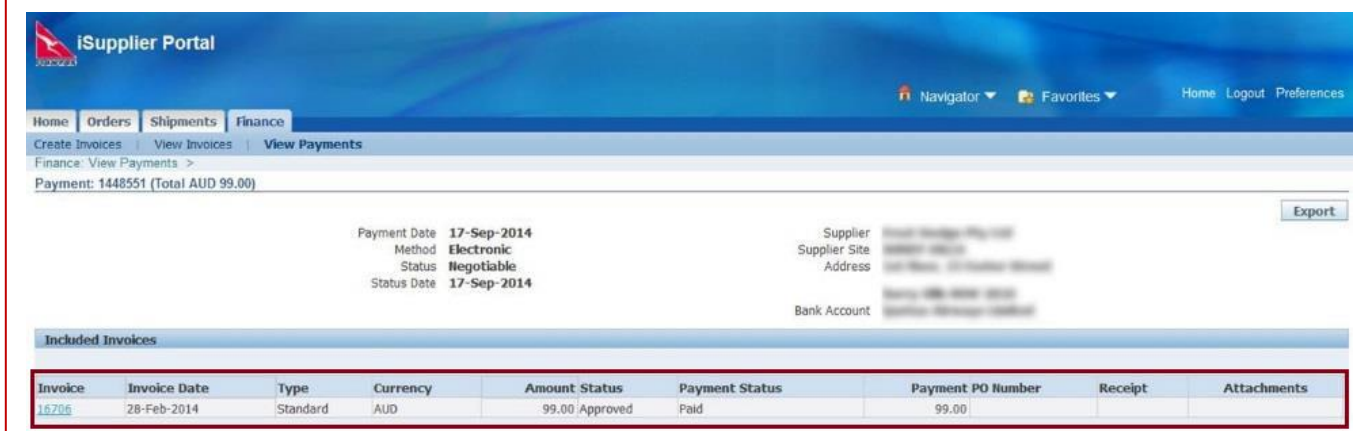 iSupplier Portal
QANTAS
Navigator Favorites Home Logout Preferences
Home Orders Shipments Finance
Create Invoices | View Invoices | View Payments
Finance: View Payments >
Payment: 1448551 (Total AUD 99.00)
Export
Payment Date 17-Sep-2014 Supplier
Method Electronic Supplier Site
Status Negotiable Address
Status Date 17-Sep-2014
Bank Account
Included Invoices
Invoice Invoice Date Type Currency Amount Status Payment Status Payment PO Number Receipt Attachments
16706 28-Feb-2014 Standard AUD 99.00 Approved Paid 99.00